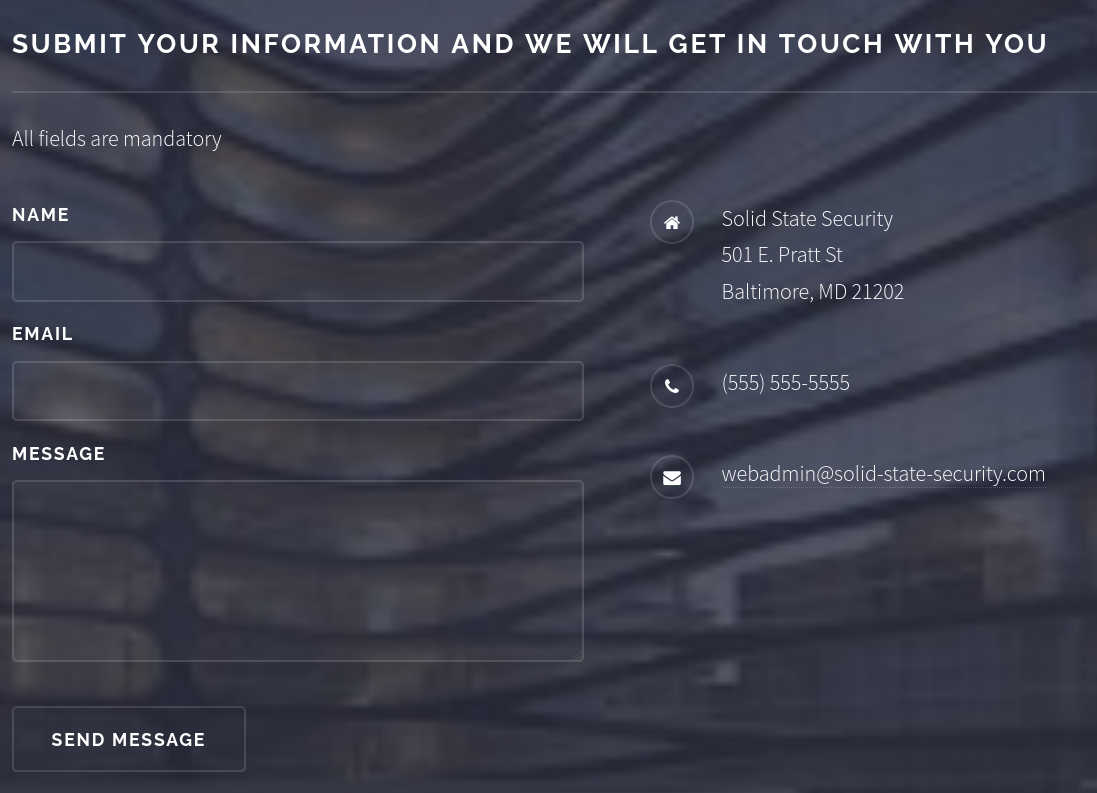 SUBMIT YOUR INFORMATION AND WE WILL GET IN TOUCH WITH YOU
All fields are mandatory
NAME
EMAIL
MESSAGE
SEND MESSAGE
Solid State Security
501 E. Pratt St
Baltimore, MD 21202
(555) 555-5555
webadmin@solid-state-security.com